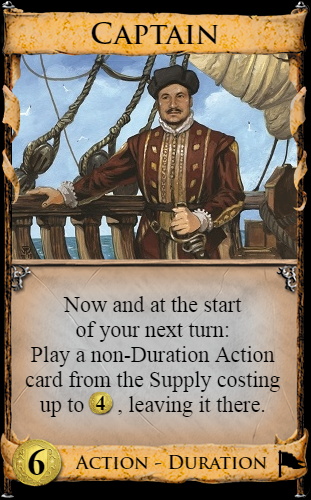 CAPTAIN
Now and at the start
of your next turn:
Play a non-Duration Action
card from the Supply costing
up to 4 , leaving it there.
6 ACTION - DURATION